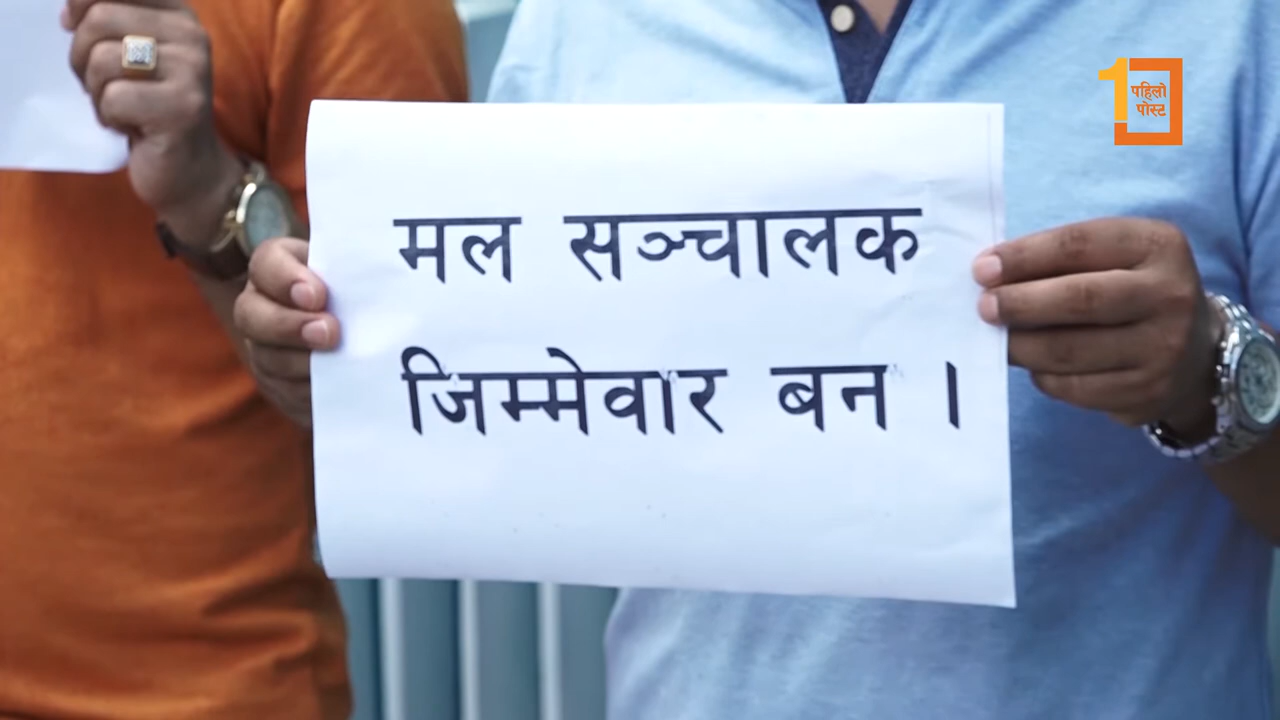 पहिलो
पोस्ट
मल सञ्चालक
जिम्मेवार बन ।